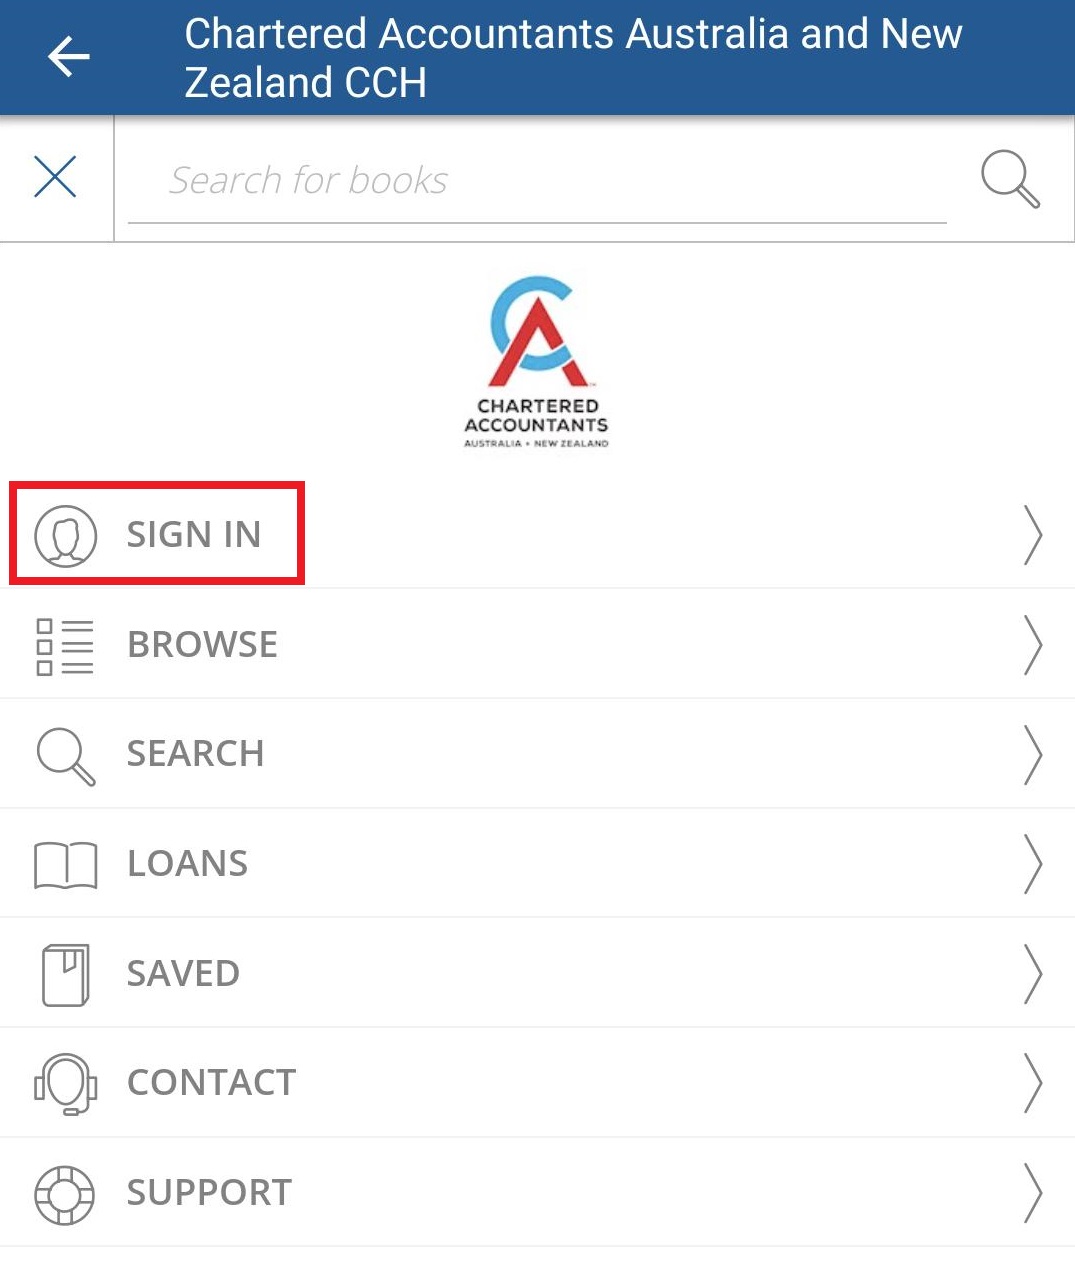 Chartered Accountants Australia and New
Zealand CCH
Search for books
CHARTERED
ACCOUNTANTS
AUSTRALIA + NEW ZEALAND
SIGN IN
BROWSE
SEARCH
LOANS
SAVED
CONTACT
SUPPORT